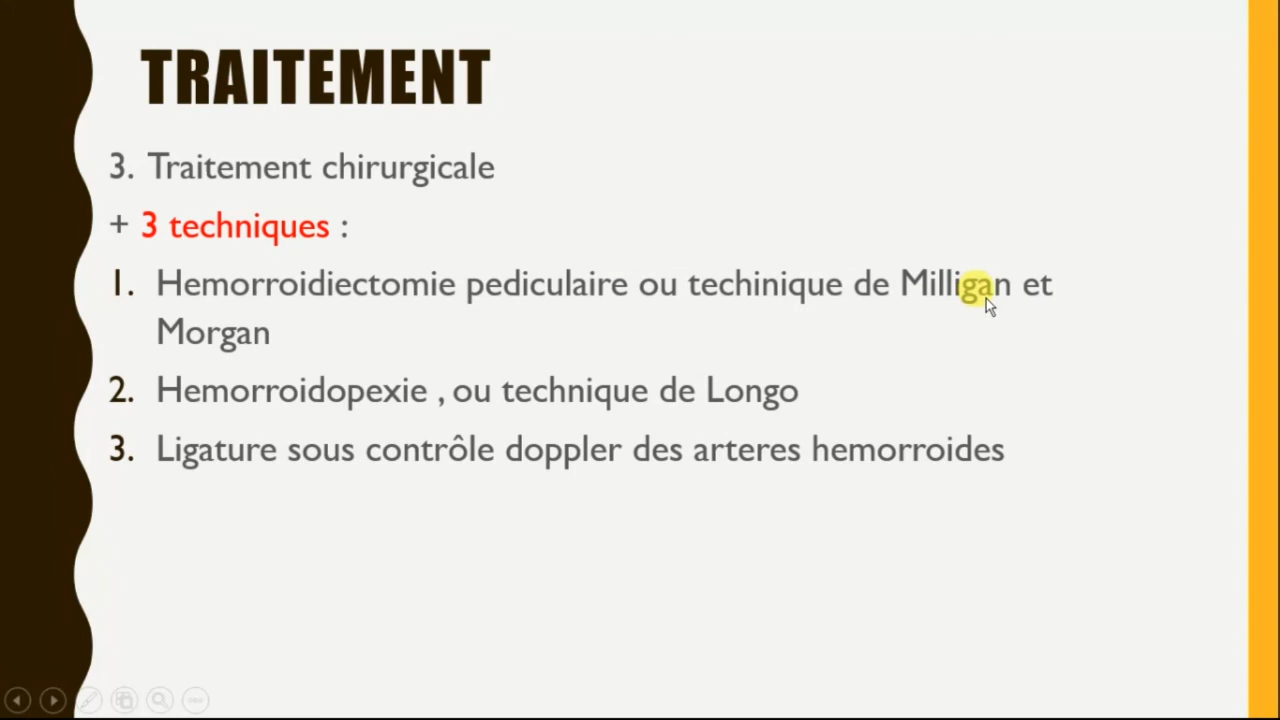 TRAITEMENT
3. Traitement chirurgicale
+ 3 techniques :
1. Hemorroidiectomie pediculaire ou techinique de Milligan et
Morgan
2. Hemorroidopexie , ou technique de Longo
3. Ligature sous contrôle doppler des arteres hemorroides